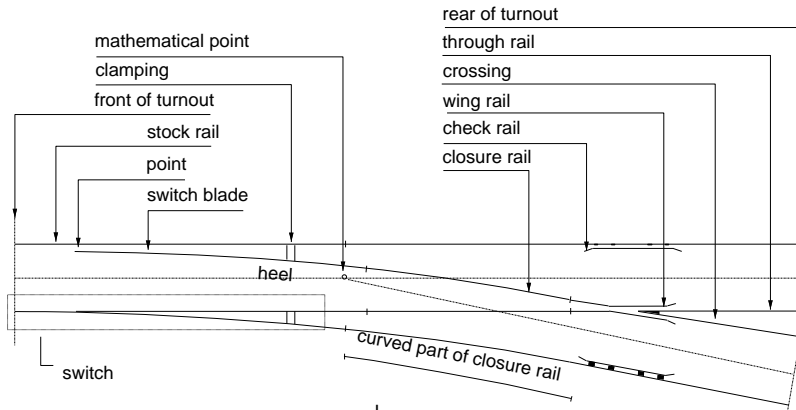 mathematical point
clamping
front of turnout
stock rail
point
switch blade
rear of turnout
through rail
crossing
wing rail
check rail
closure rail
heel
curved part of closure rail
switch